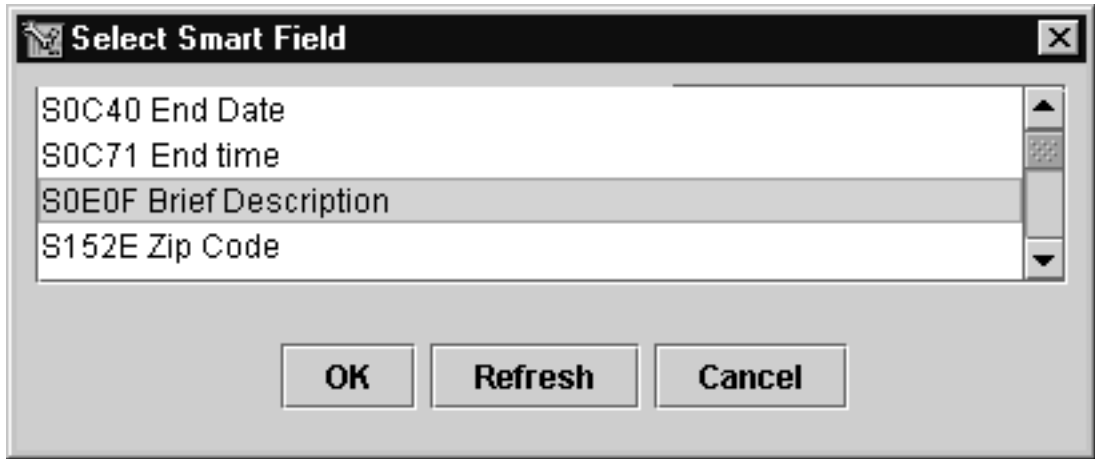 Select Smart Field
S0C40 End Date
S0C71 End time
S0E0F Brief Description
S152E Zip Code
OK Refresh Cancel